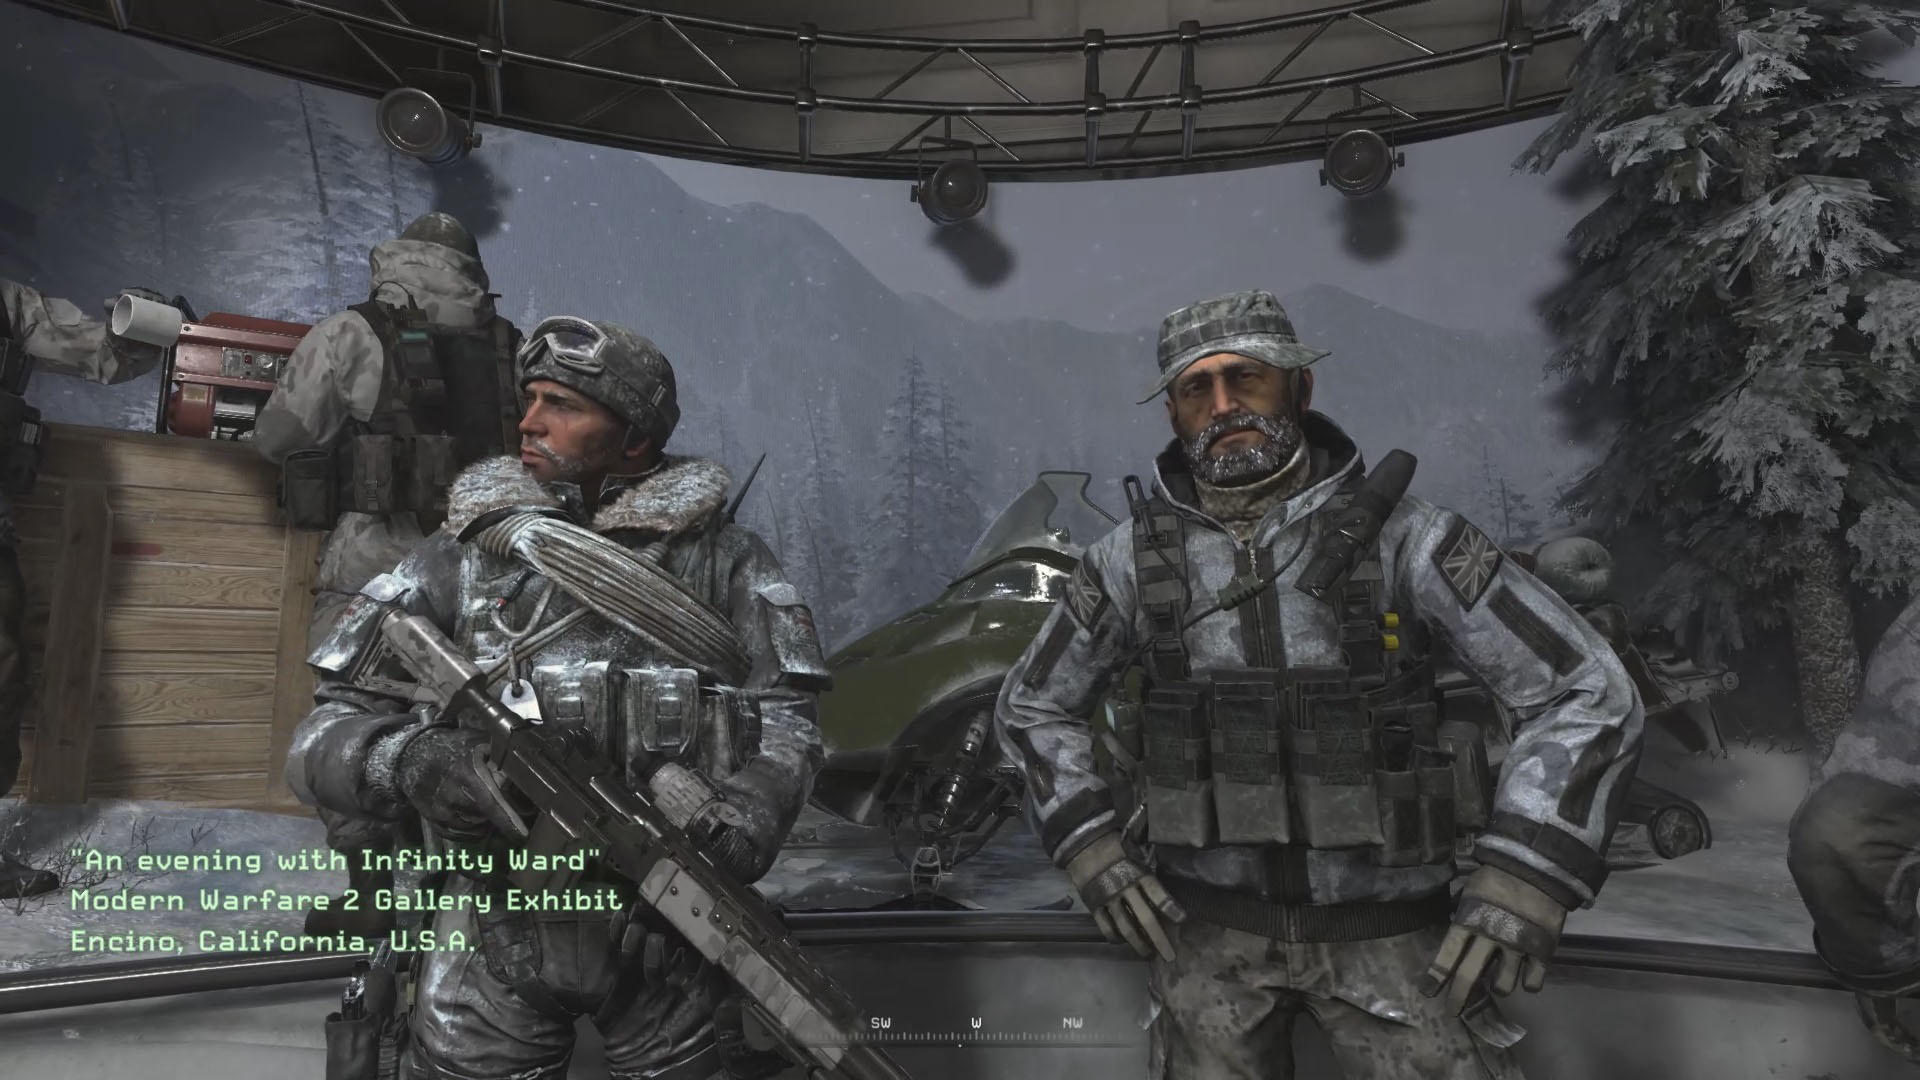 "An evening with Infinity Ward"
Modern Warfare 2 Gallery Exhibit
Encino, California, U.S.A.
SW W NW